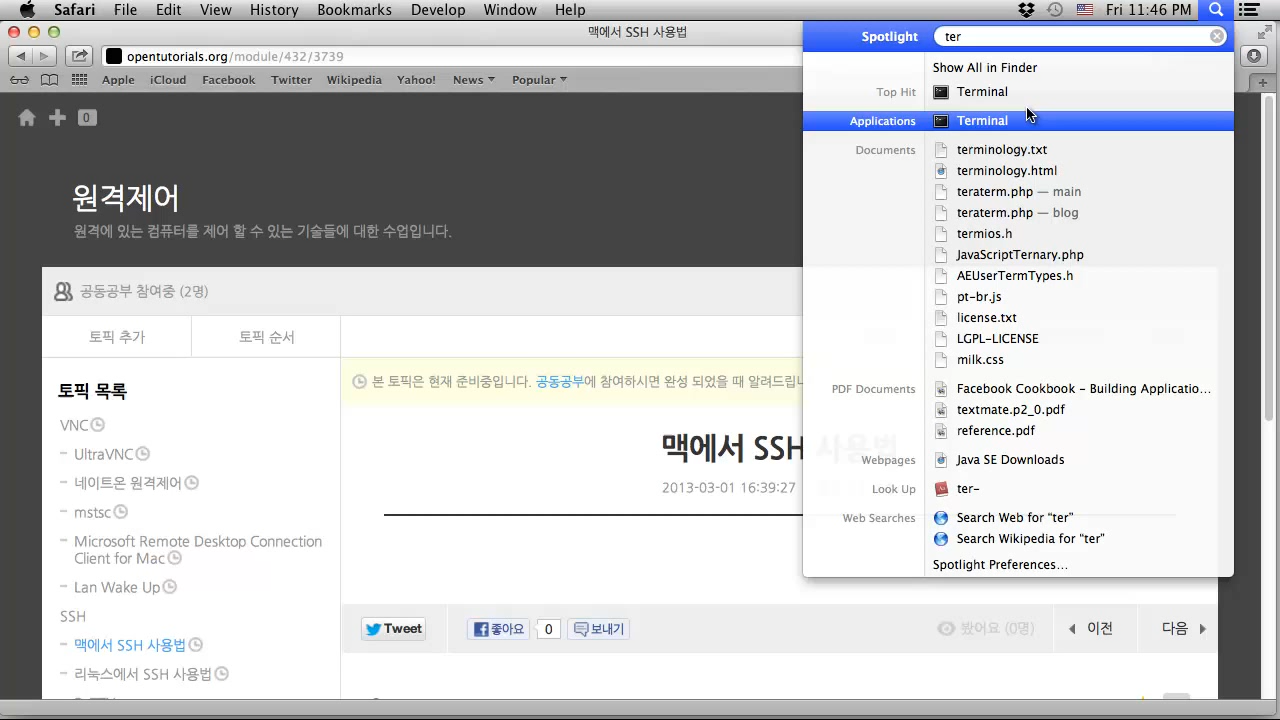 Safari File Edit View History Bookmarks Develop Window Help Fri 11:46 PM
맥에서 SSH 사용법
opentutorials.org/module/432/3739
Apple iCloud Facebook Twitter Wikipedia Yahoo! News Popular
0
원격제어
원격에 있는 컴퓨터를 제어 할 수 있는 기술들에 대한 수업입니다.
공동공부 참여중 (2명)
토픽 추가 토픽 순서
토픽 목록
VNC
- UltraVNC
- 네이트온 원격제어
- mstsc
- Microsoft Remote Desktop Connection
Client for Mac
- Lan Wake Up
SSH
- 맥에서 SSH 사용법
- 리눅스에서 SSH 사용법
본 토픽은 현재 준비중입니다. 공동공부에 참여하시면 완성 되었을 때 알려드립니
맥에서 SSH 사용법
2013-03-01 16:39:27
Tweet 좋아요 0 보내기 봤어요 (0명) 이전 다음
Spotlight ter
Show All in Finder
Top Hit Terminal
Applications Terminal
Documents terminology.txt
terminology.html
teraterm.php — main
teraterm.php — blog
termios.h
JavaScriptTernary.php
AEUserTermTypes.h
pt-br.js
license.txt
LGPL-LICENSE
milk.css
PDF Documents Facebook Cookbook – Building Applicatio...
textmate.p2_0.pdf
reference.pdf
Webpages Java SE Downloads
Look Up ter-
Web Searches Search Web for “ter”
Search Wikipedia for “ter”
Spotlight Preferences...